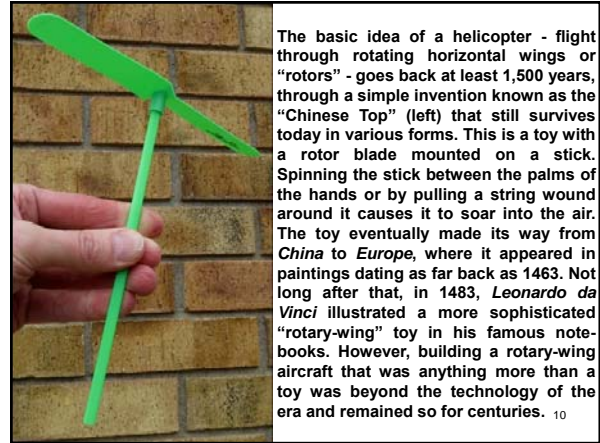 The basic idea of a helicopter - flight
through rotating horizontal wings or
“rotors” - goes back at least 1,500 years,
through a simple invention known as the
“Chinese Top” (left) that still survives
today in various forms. This is a toy with
a rotor blade mounted on a stick.
Spinning the stick between the palms of
the hands or by pulling a string wound
around it causes it to soar into the air.
The toy eventually made its way from
China to Europe, where it appeared in
paintings dating as far back as 1463. Not
long after that, in 1483, Leonardo da
Vinci illustrated a more sophisticated
“rotary-wing” toy in his famous note-
books. However, building a rotary-wing
aircraft that was anything more than a
toy was beyond the technology of the
era and remained so for centuries. 10